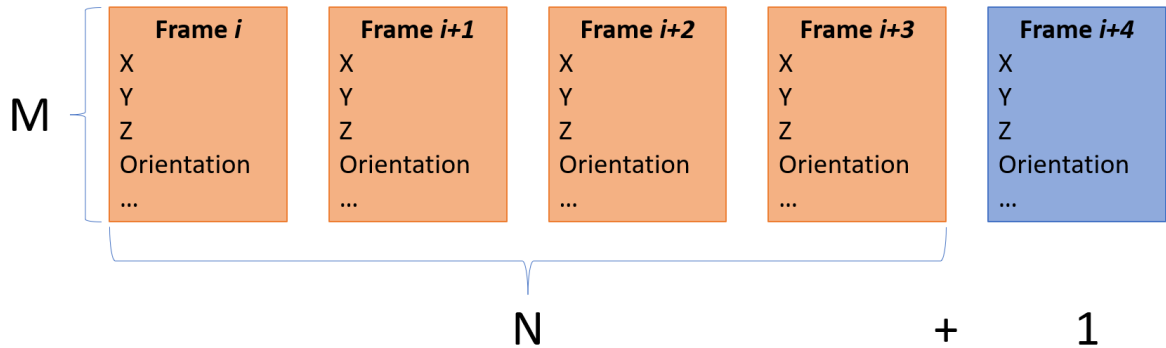 Frame i
X
Y
Z
Orientation
...
Frame i+1
X
Y
Z
Orientation
...
Frame i+2
X
Y
Z
Orientation
...
Frame i+3
X
Y
Z
Orientation
...
Frame i+4
X
Y
Z
Orientation
...
M
N + 1